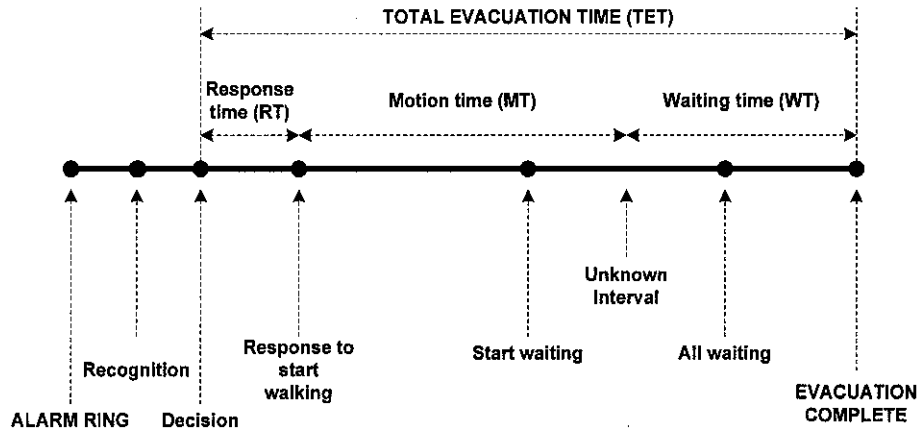 TOTAL EVACUATION TIME (TET)
Response
time (RT)
Motion time (MT)
Waiting time (WT)
Unknown
Interval
Recognition
Response to
start
walking
Start waiting
All waiting
ALARM RING
Decision
EVACUATION
COMPLETE